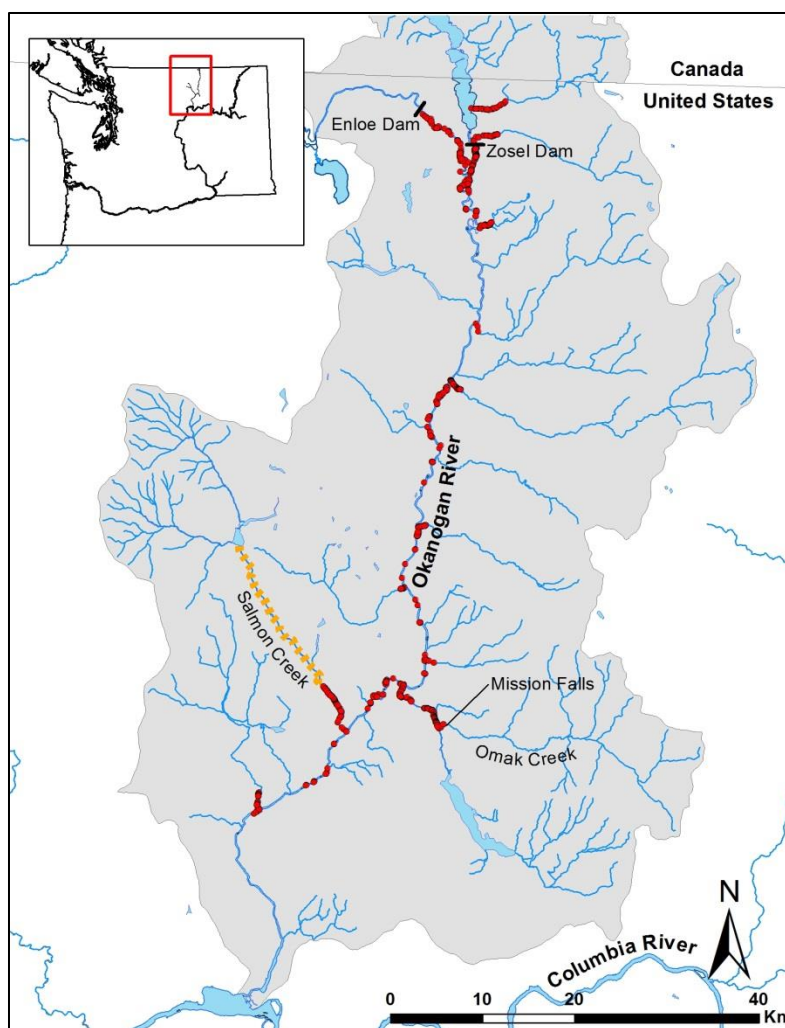 Canada
United States
Enloe Dam
Zosel Dam
Okanogan River
Salmon Creek
Mission Falls
Omak Creek
N
Columbia River
0 10 20 40
Km